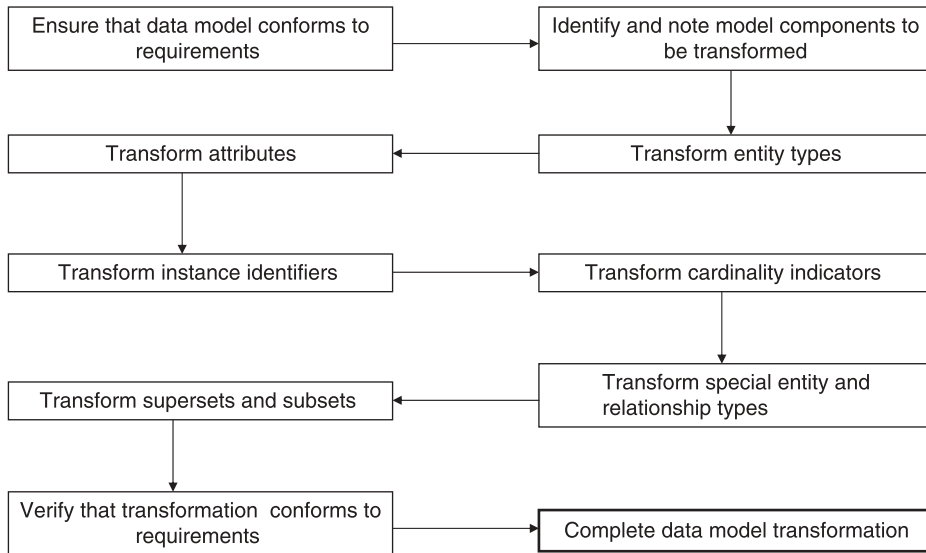 Ensure that data model conforms to
requirements
Identify and note model components to
be transformed
Transform entity types
Transform attributes
Transform instance identifiers
Transform cardinality indicators
Transform special entity and
relationship types
Transform supersets and subsets
Verify that transformation conforms to
requirements
Complete data model transformation